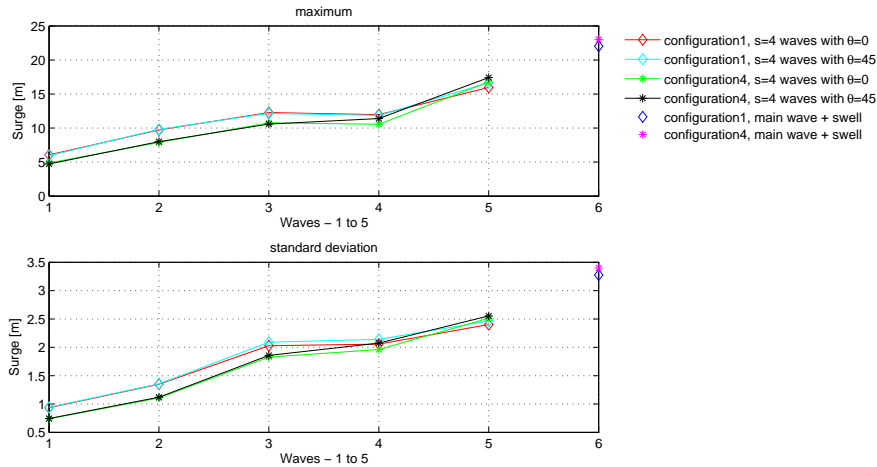 maximum
25
20
15
10
5
0
Surge [m]
1 2 3 4 5 6
Waves − 1 to 5
configuration1, s=4 waves with θ=0
configuration1, s=4 waves with θ=45
configuration4, s=4 waves with θ=0
configuration4, s=4 waves with θ=45
configuration1, main wave + swell
configuration4, main wave + swell
standard deviation
3.5
3
2.5
2
1.5
1
0.5
Surge [m]
1 2 3 4 5 6
Waves − 1 to 5